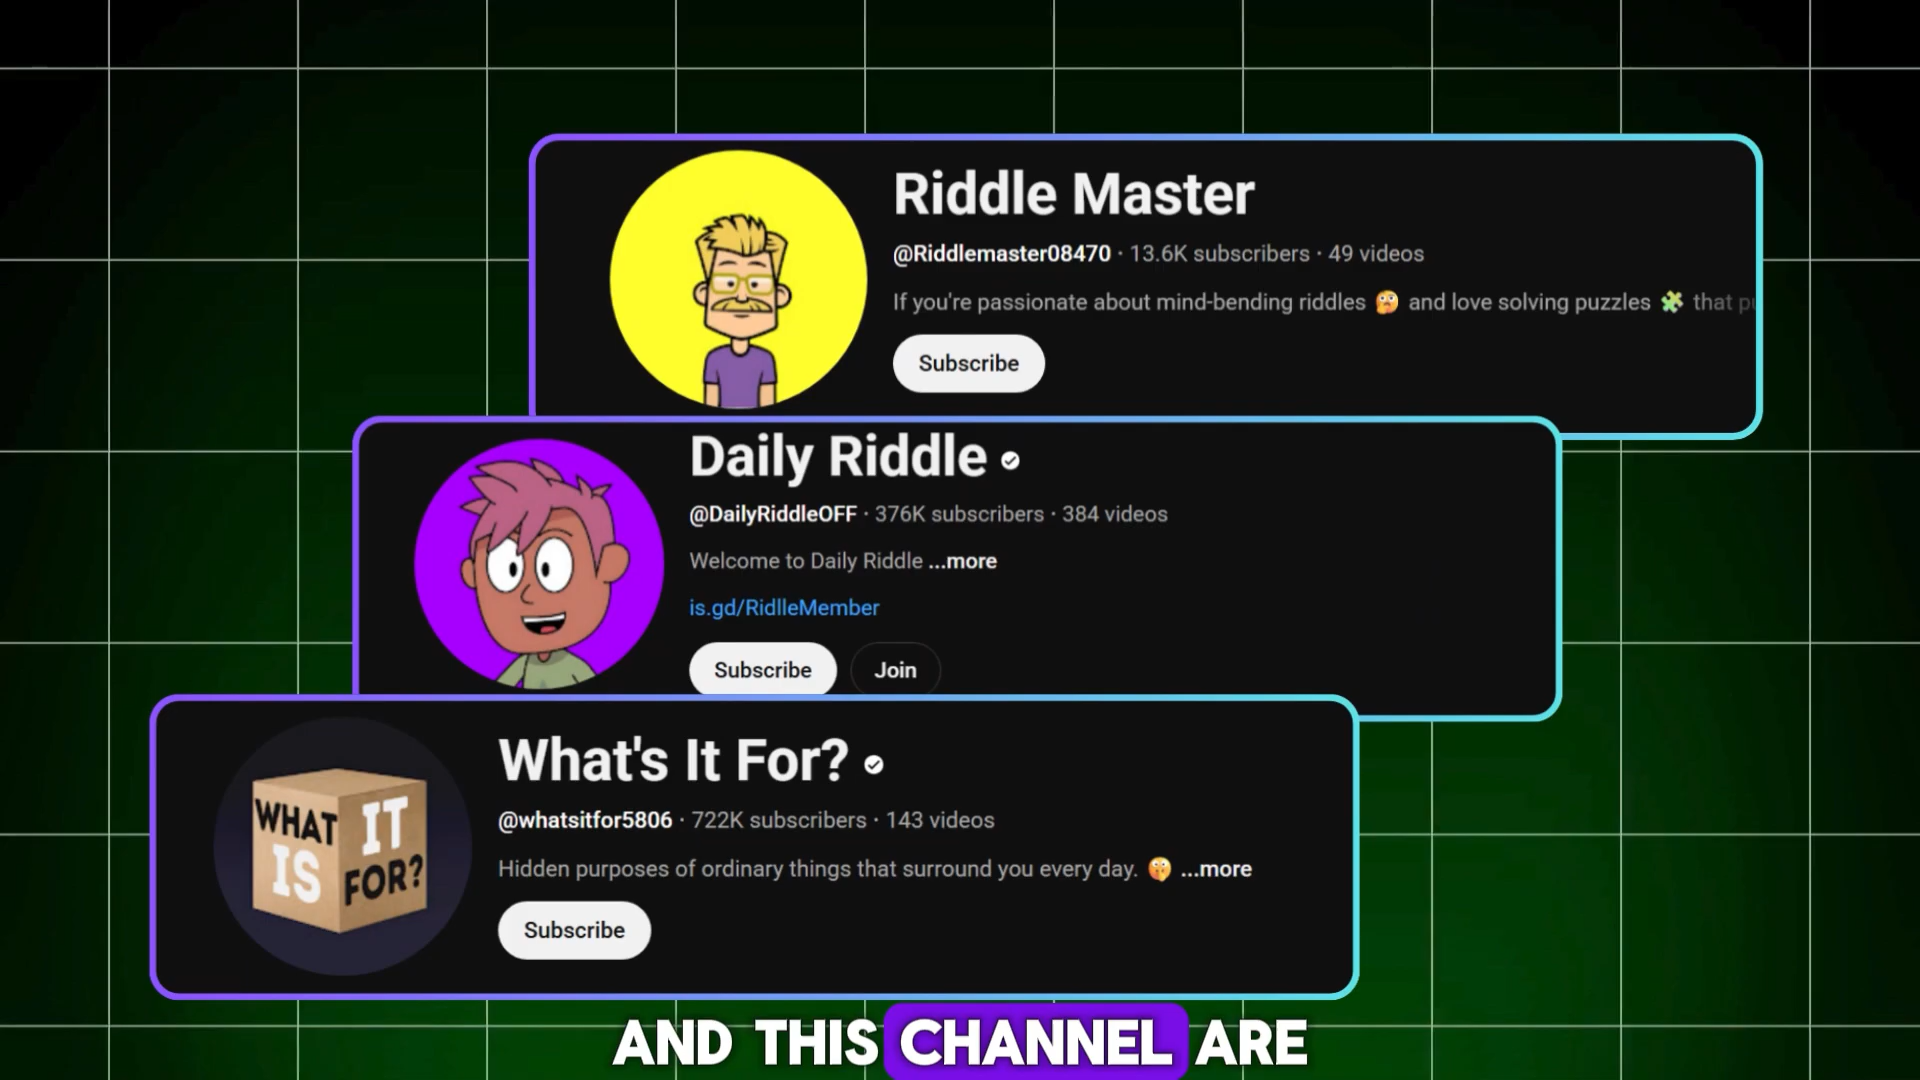 Riddle Master
@Riddlemaster08470 · 13.6K subscribers · 49 videos
If you're passionate about mind-bending riddles 🫣 and love solving puzzles 🧩 that
Subscribe
Daily Riddle
@DailyRiddleOFF · 376K subscribers · 384 videos
Welcome to Daily Riddle ...more
is.gd/RidlleMember
Subscribe Join
WHAT IS IT FOR?
What's It For?
@whatsitfor5806 · 722K subscribers · 143 videos
Hidden purposes of ordinary things that surround you every day. 🤫 ...more
Subscribe
AND THIS CHANNEL ARE